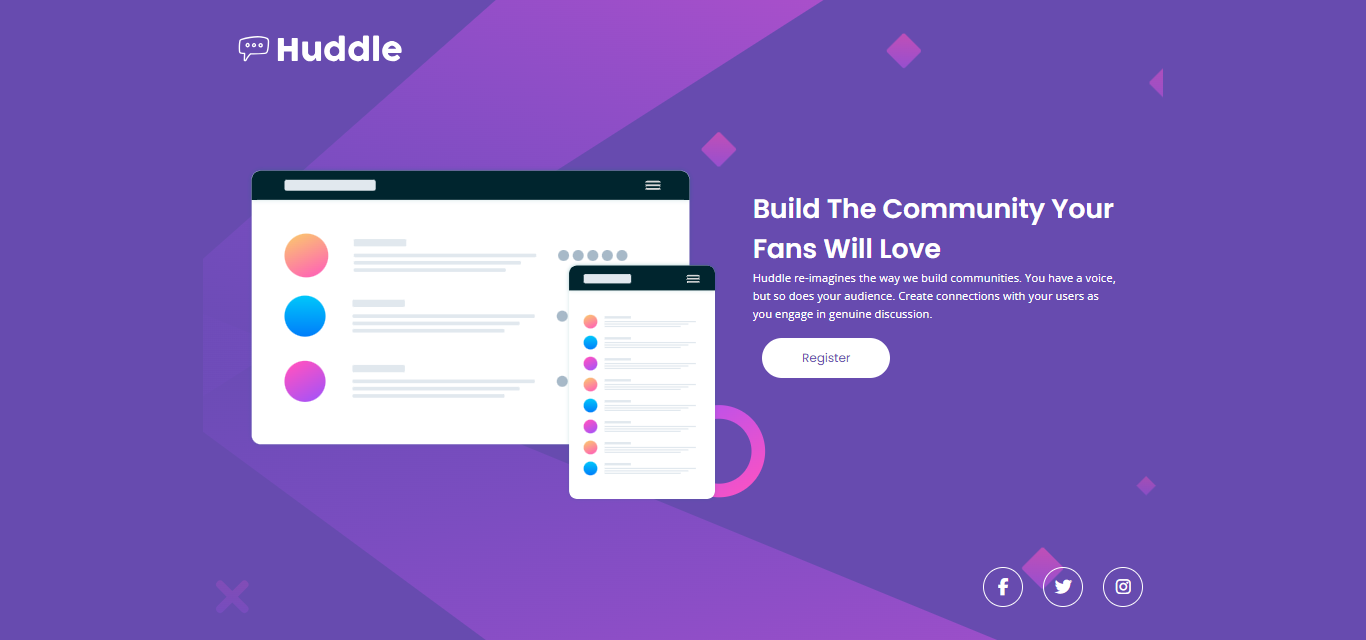 Huddle
Build The Community Your
Fans Will Love
Huddle re-imagines the way we build communities. You have a voice,
but so does your audience. Create connections with your users as
you engage in genuine discussion.
Register